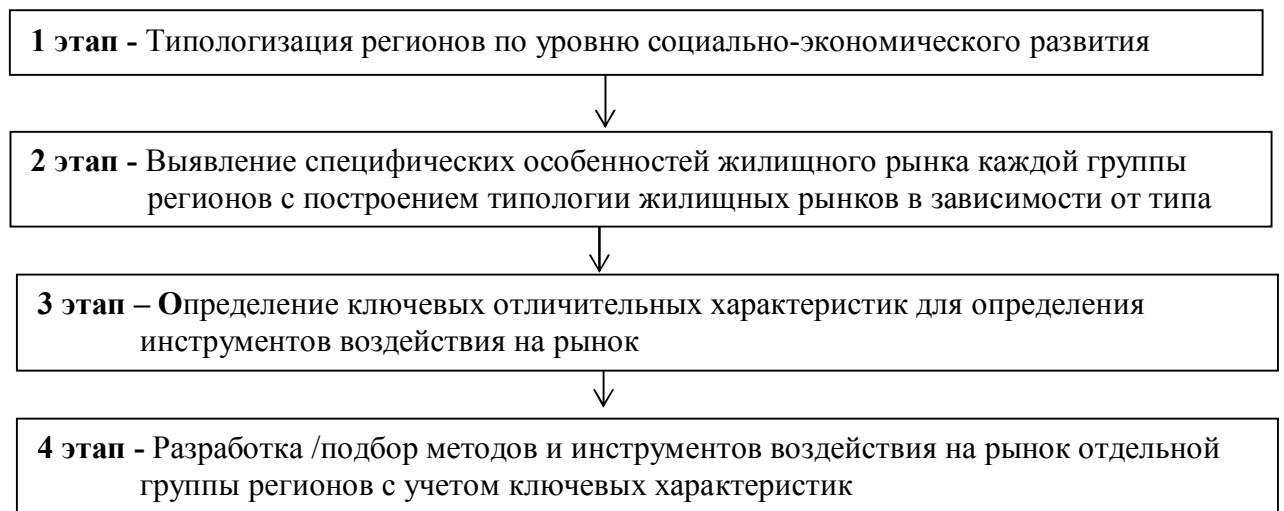 1 этап - Типологизация регионов по уровню социально-экономического развития
2 этап - Выявление специфических особенностей жилищного рынка каждой группы
регионов с построением типологии жилищных рынков в зависимости от типа
3 этап – Определение ключевых отличительных характеристик для определения
инструментов воздействия на рынок
4 этап - Разработка /подбор методов и инструментов воздействия на рынок отдельной
группы регионов с учетом ключевых характеристик